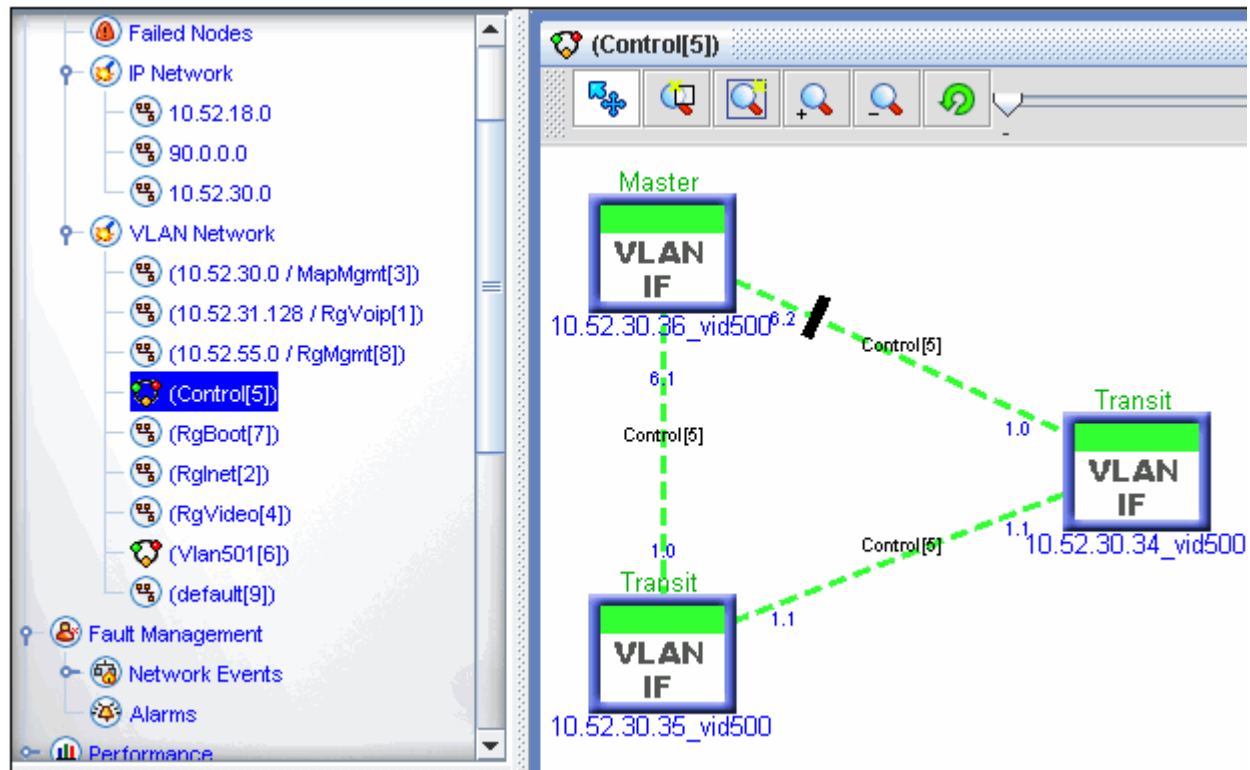 Failed Nodes
IP Network
10.52.18.0
90.0.0.0
10.52.30.0
VLAN Network
(10.52.30.0 / MapMgmt[3])
(10.52.31.128 / RgVoip[1])
(10.52.55.0 / RgMgmt[8])
(Control[5])
(RgBoot[7])
(RgInet[2])
(RgVideo[4])
(Vlan501[6])
(default[9])
Fault Management
Network Events
Alarms
Performance
(Control[5])
Master
VLAN
IF
10.52.30.36_vid500
6.2
Control[5]
6.1
Control[5]
1.0
Transit
VLAN
IF
10.52.30.34_vid500
1.0
1.1
Control[5]
1.1
Transit
VLAN
IF
10.52.30.35_vid500